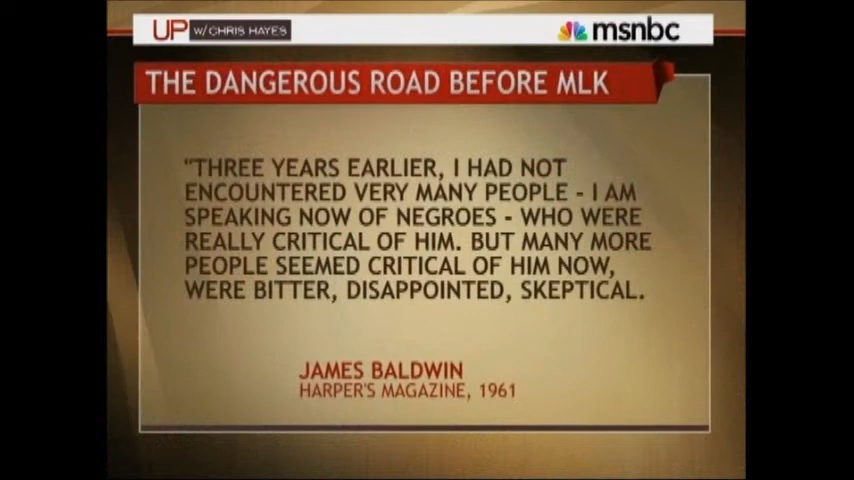 UP W/ CHRIS HAYES msnbc
THE DANGEROUS ROAD BEFORE MLK
"THREE YEARS EARLIER, I HAD NOT
ENCOUNTERED VERY MANY PEOPLE - I AM
SPEAKING NOW OF NEGROES - WHO WERE
REALLY CRITICAL OF HIM. BUT MANY MORE
PEOPLE SEEMED CRITICAL OF HIM NOW,
WERE BITTER, DISAPPOINTED, SKEPTICAL.
JAMES BALDWIN
HARPER'S MAGAZINE, 1961